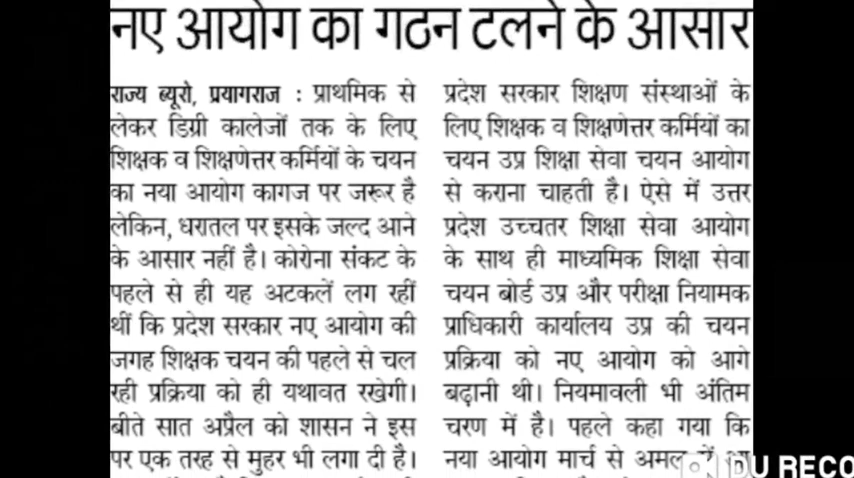 नए आयोग का गठन टलने के आसार
राज्य ब्यूरो, प्रयागराज : प्राथमिक से
लेकर डिग्री कालेजों तक के लिए
शिक्षक व शिक्षणेत्तर कर्मियों के चयन
का नया आयोग कागज पर जरूर है
लेकिन, धरातल पर इसके जल्द आने
के आसार नहीं है। कोरोना संकट के
पहले से ही यह अटकलें लग रहीं
थीं कि प्रदेश सरकार नए आयोग की
जगह शिक्षक चयन की पहले से चल
रही प्रक्रिया को ही यथावत रखेगी।
बीते सात अप्रैल को शासन ने इस
पर एक तरह से मुहर भी लगा दी है।
प्रदेश सरकार शिक्षण संस्थाओं के
लिए शिक्षक व शिक्षणेत्तर कर्मियों का
चयन उप्र शिक्षा सेवा चयन आयोग
से कराना चाहती है। ऐसे में उत्तर
प्रदेश उच्चतर शिक्षा सेवा आयोग
के साथ ही माध्यमिक शिक्षा सेवा
चयन बोर्ड उप्र और परीक्षा नियामक
प्राधिकारी कार्यालय उप्र की चयन
प्रक्रिया को नए आयोग को आगे
बढ़ानी थी। नियमावली भी अंतिम
चरण में है। पहले कहा गया कि
नया आयोग मार्च से अमल
DU RECO